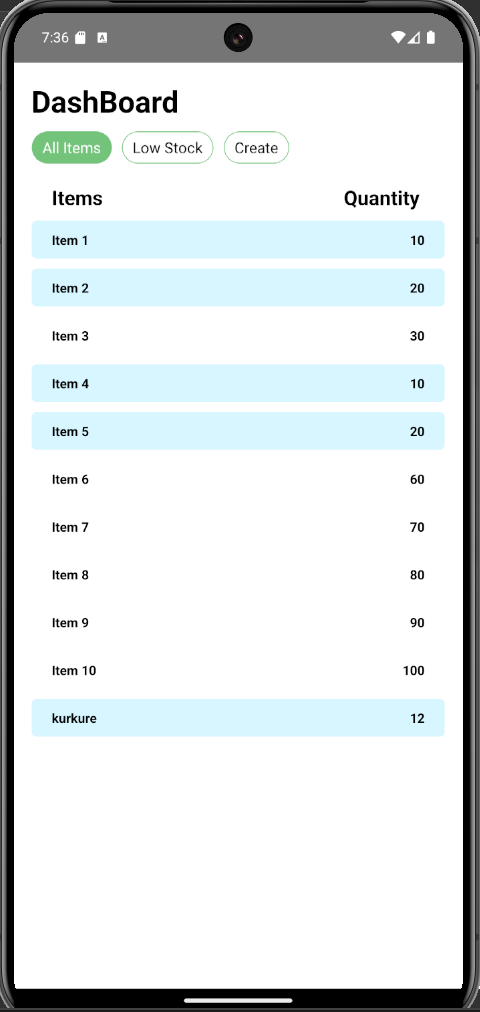 7:36 A
DashBoard
All Items Low Stock Create
Items Quantity
Item 1 10
Item 2 20
Item 3 30
Item 4 10
Item 5 20
Item 6 60
Item 7 70
Item 8 80
Item 9 90
Item 10 100
kurkure 12